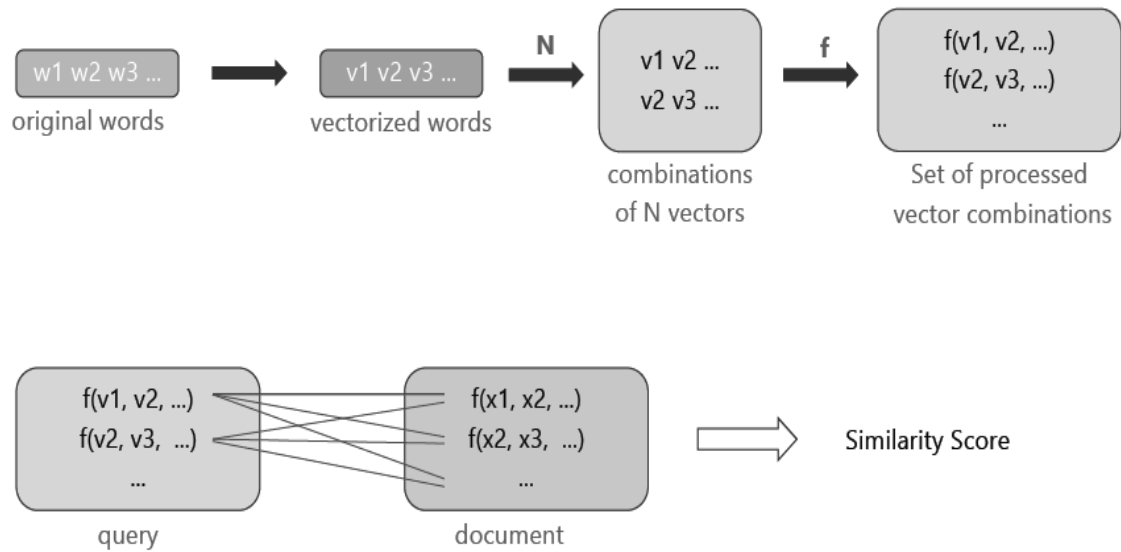 N
f
w1 w2 w3 ...
original words
v1 v2 v3 ...
vectorized words
v1 v2 ...
v2 v3 ...
combinations
of N vectors
f(v1, v2, ...)
f(v2, v3, ...)
...
Set of processed
vector combinations
f(v1, v2, ...)
f(v2, v3,  ...)
...
query
f(x1, x2, ...)
f(x2, x3,  ...)
...
document
Similarity Score